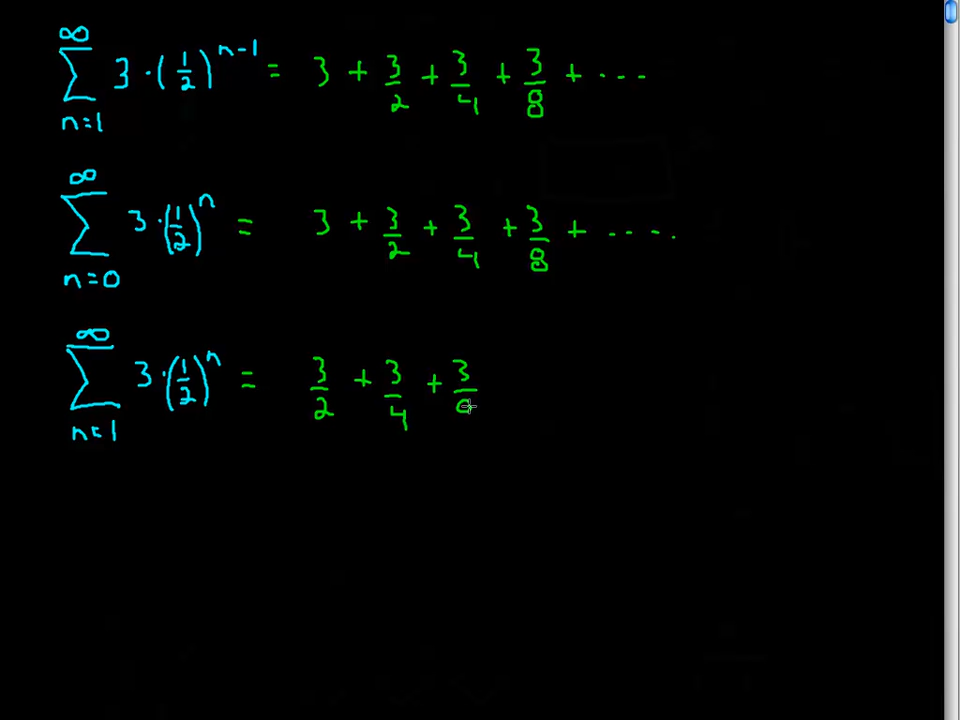 ∞
∑ 3·(1/2)^(n-1) = 3 + 3/2 + 3/4 + 3/8 + ···
n=1
∞
∑ 3·(1/2)^n = 3 + 3/2 + 3/4 + 3/8 + ····
n=0
∞
∑ 3·(1/2)^n = 3/2 + 3/4 + 3/
n=1